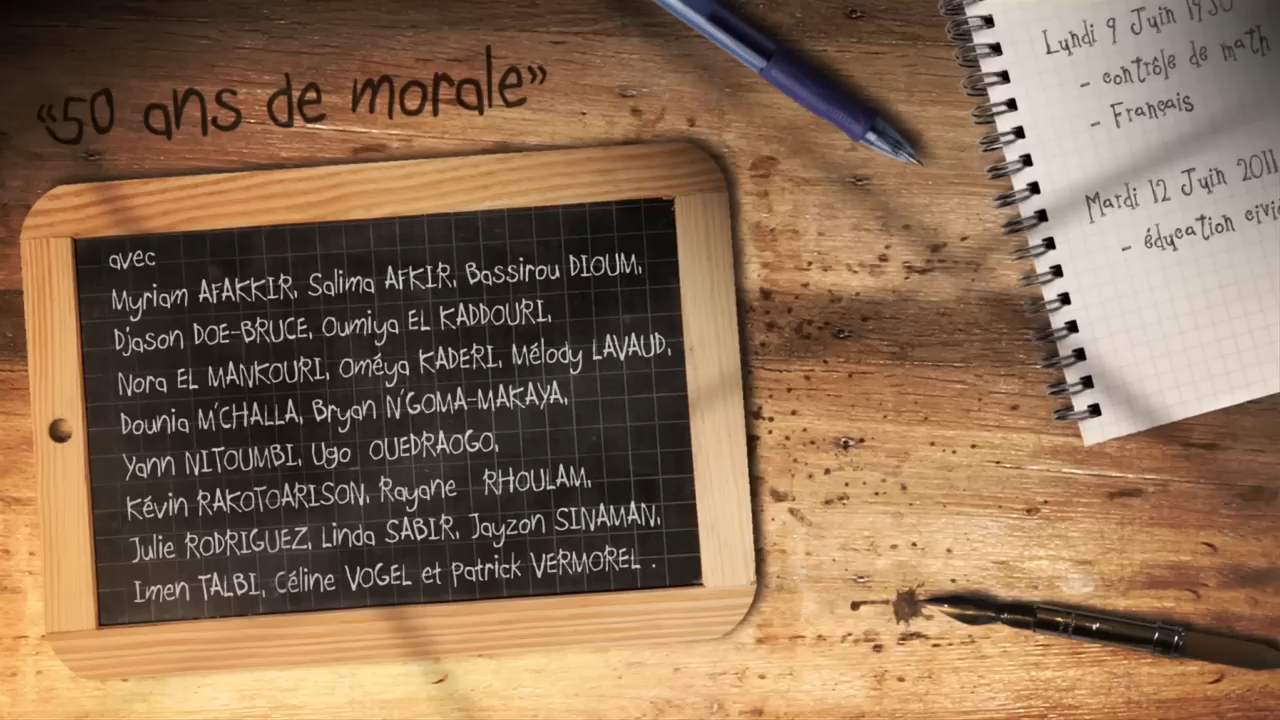 «50 ans de morale»
avec
Myriam AFAKKIR, Salima AFKIR, Bassirou DIOUM,
Djason DOE-BRUCE, Oumiya EL KADDOURI,
Nora EL MANKOURI, Oméya KADERI, Mélody LAVAUD,
Dounia M'CHALLA, Bryan N'GOMA-MAKAYA,
Yann NITOUMBI, Ugo OUEDRAOGO,
Kévin RAKOTOARISON, Rayane RHOULAM,
Julie RODRIGUEZ, Linda SABIR, Jayzon SINAMAN,
Imen TALBI, Céline VOGEL et Patrick VERMOREL .
Lundi 9 Juin
- contrôle de math
- Français
Mardi 12 Juin 2011
- éducation